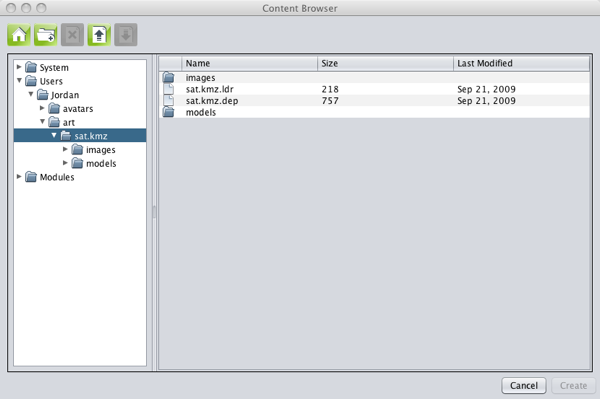 Content Browser
Name Size Last Modified
System
Users
Jordan
avatars
art
sat.kmz
images
models
Modules
images
sat.kmz.ldr 218 Sep 21, 2009
sat.kmz.dep 757 Sep 21, 2009
models
Cancel Create